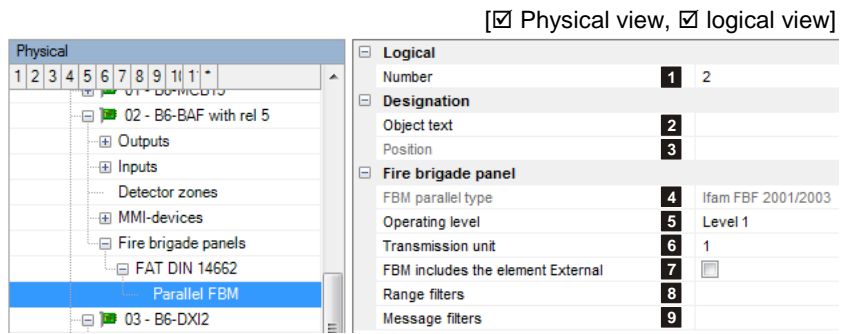 [☑ Physical view, ☑ logical view]
Physical
1 2 3 4 5 6 7 8 9 1( 1' *
01 - B6-MCB15
02 - B6-BAF with rel 5
Outputs
Inputs
Detector zones
MMI-devices
Fire brigade panels
FAT DIN 14662
Parallel FBM
03 - B6-DXI2
Logical
Number 1 2
Designation
Object text 2
Position 3
Fire brigade panel
FBM parallel type 4 Ifam FBF 2001/2003
Operating level 5 Level 1
Transmission unit 6 1
FBM includes the element External 7
Range filters 8
Message filters 9